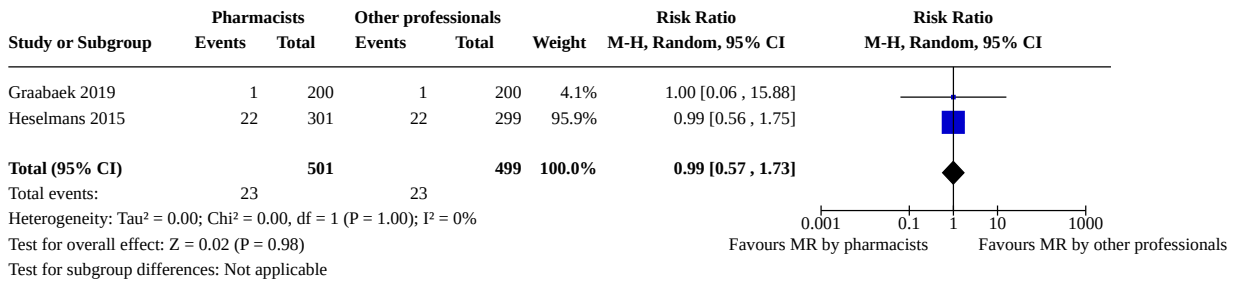 Pharmacists Other professionals Risk Ratio Risk Ratio
Study or Subgroup Events Total Events Total Weight M-H, Random, 95% CI M-H, Random, 95% CI
Graabaek 2019 1 200 1 200 4.1% 1.00 [0.06 , 15.88]
Heselmans 2015 22 301 22 299 95.9% 0.99 [0.56 , 1.75]
Total (95% CI) 501 499 100.0% 0.99 [0.57 , 1.73]
Total events: 23 23
Heterogeneity: Tau² = 0.00; Chi² = 0.00, df = 1 (P = 1.00); I² = 0%
0.001 0.1 1 10 1000
Test for overall effect: Z = 0.02 (P = 0.98) Favours MR by pharmacists Favours MR by other professionals
Test for subgroup differences: Not applicable